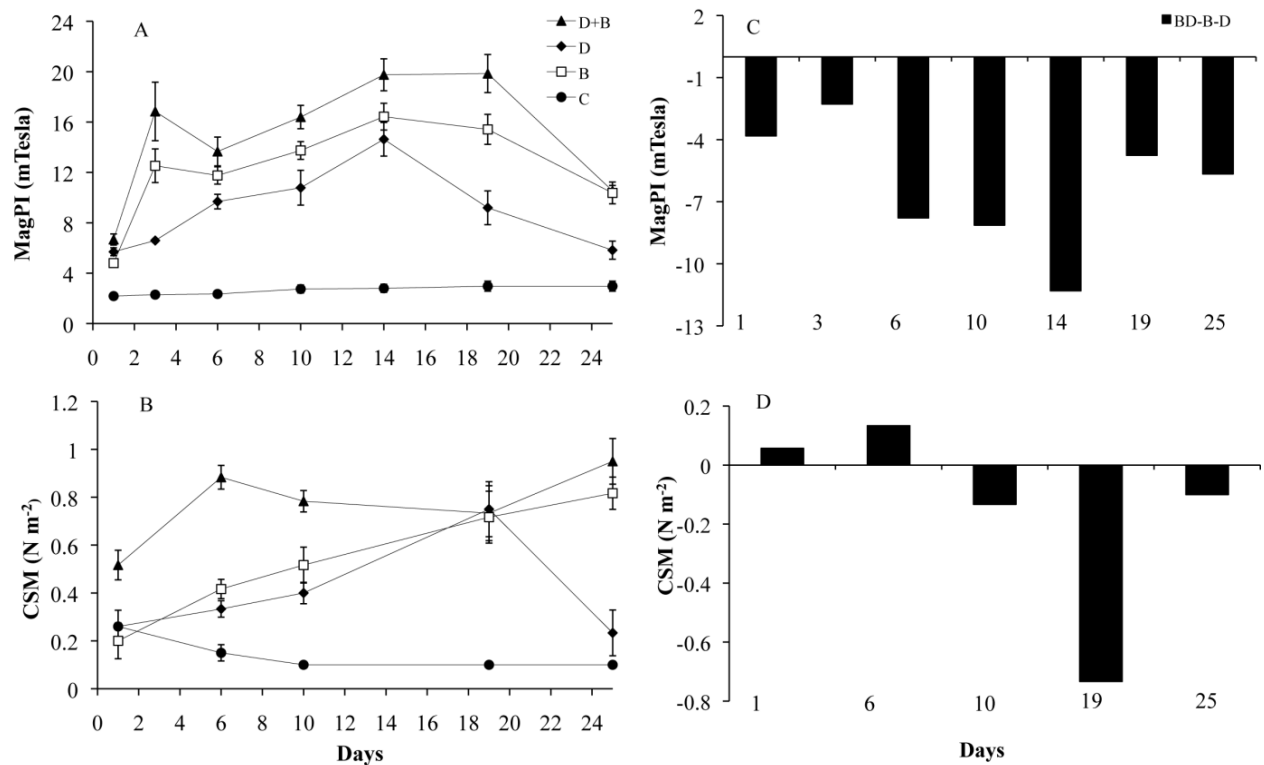 A
D+B
D
B
C
MagPI (mTesla)
24
20
16
12
8
4
0
0 2 4 6 8 10 12 14 16 18 20 22 24
C
BD-B-D
MagPI (mTesla)
2
-1
-4
-7
-10
-13
1 3 6 10 14 19 25
B
CSM (N m-2)
1.2
1
0.8
0.6
0.4
0.2
0
0 2 4 6 8 10 12 14 16 18 20 22 24
Days
D
CSM (N m-2)
0.2
0
-0.2
-0.4
-0.6
-0.8
1 6 10 19 25
Days